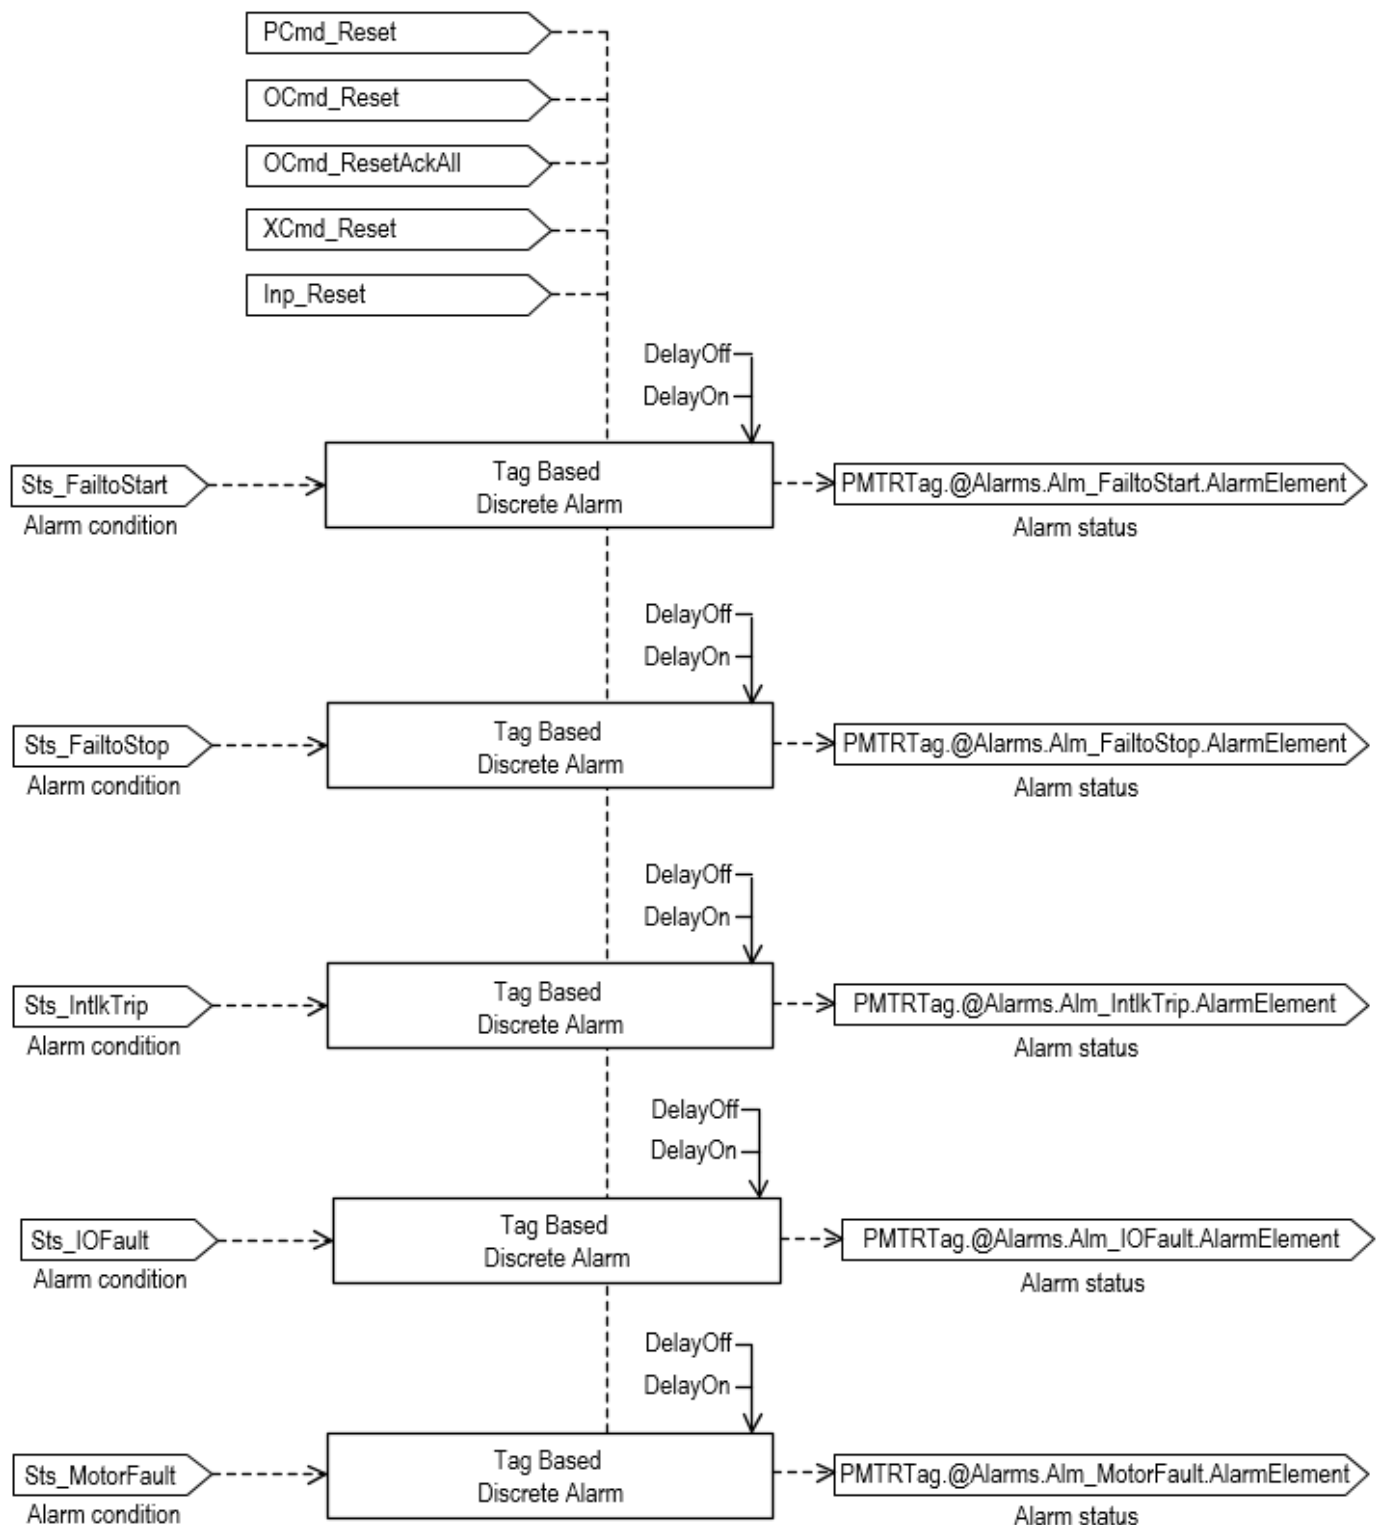 PCmd_Reset
OCmd_Reset
OCmd_ResetAckAll
XCmd_Reset
Inp_Reset
DelayOff
DelayOn
Sts_FailtoStart
Alarm condition
Tag Based
Discrete Alarm
PMTRTag.@Alarms.Alm_FailtoStart.AlarmElement
Alarm status
DelayOff
DelayOn
Sts_FailtoStop
Alarm condition
Tag Based
Discrete Alarm
PMTRTag.@Alarms.Alm_FailtoStop.AlarmElement
Alarm status
DelayOff
DelayOn
Sts_IntlkTrip
Alarm condition
Tag Based
Discrete Alarm
PMTRTag.@Alarms.Alm_IntlkTrip.AlarmElement
Alarm status
DelayOff
DelayOn
Sts_IOFault
Alarm condition
Tag Based
Discrete Alarm
PMTRTag.@Alarms.Alm_IOFault.AlarmElement
Alarm status
DelayOff
DelayOn
Sts_MotorFault
Alarm condition
Tag Based
Discrete Alarm
PMTRTag.@Alarms.Alm_MotorFault.AlarmElement
Alarm status